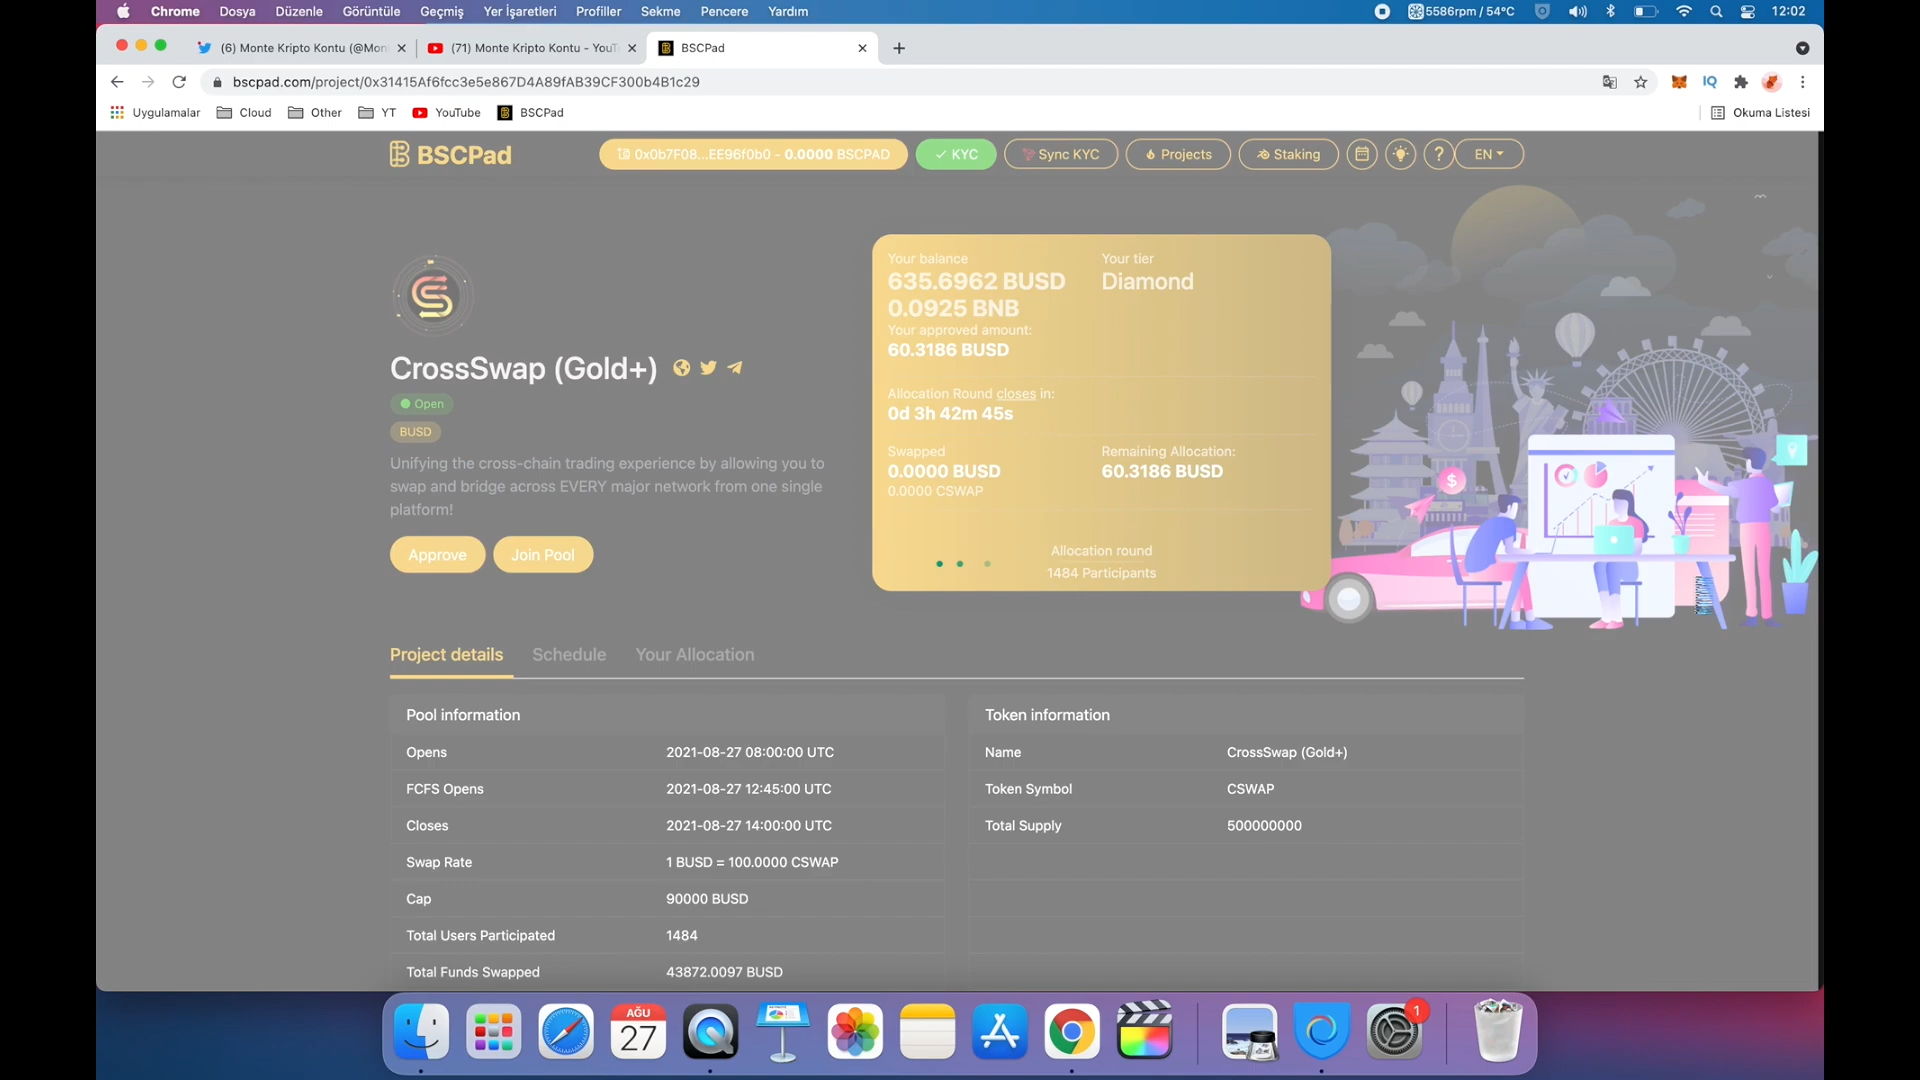 Chrome Dosya Düzenle Görüntüle Geçmiş Yer İşaretleri Profiller Sekme Pencere Yardım 5586rpm / 54°C 12:02
(6) Monte Kripto Kontu (@Mon (71) Monte Kripto Kontu - YouT BSCPad
bscpad.com/project/0x31415Af6fcc3e5e867D4A89fAB39CF300b4B1c29 IQ
Uygulamalar Cloud Other YT YouTube BSCPad Okuma Listesi
BSCPad 0x0b7F08...EE96f0b0 - 0.0000 BSCPAD KYC Sync KYC Projects Staking ? EN
Your balance Your tier
635.6962 BUSD Diamond
0.0925 BNB
Your approved amount:
60.3186 BUSD
Allocation Round closes in:
0d 3h 42m 45s
Swapped Remaining Allocation:
0.0000 BUSD 60.3186 BUSD
0.0000 CSWAP
Allocation round
1484 Participants
CrossSwap (Gold+)
Open
BUSD
Unifying the cross-chain trading experience by allowing you to
swap and bridge across EVERY major network from one single
platform!
Approve Join Pool
$
Project details Schedule Your Allocation
Pool information
Opens 2021-08-27 08:00:00 UTC
FCFS Opens 2021-08-27 12:45:00 UTC
Closes 2021-08-27 14:00:00 UTC
Swap Rate 1 BUSD = 100.0000 CSWAP
Cap 90000 BUSD
Total Users Participated 1484
Total Funds Swapped 43872.0097 BUSD
Token information
Name CrossSwap (Gold+)
Token Symbol CSWAP
Total Supply 500000000
AĞU
27
1